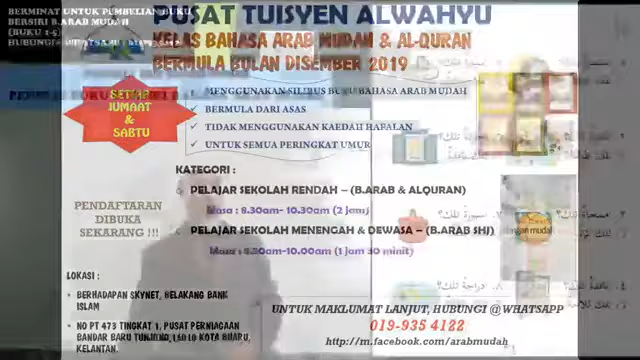 BERMINAT UNTUK PEMBELIAN BUKU
BERSIRI B.ARAB MUDAH
(BUKU 1-5)
PUSAT TUISYEN ALWAHYU
KELAS BAHASA ARAB MUDAH & AL-QURAN
BERMULA BULAN DISEMBER 2019
SETIAP
JUMAAT
&
SABTU
MENGGUNAKAN SILIBUS BUKU BAHASA ARAB MUDAH
BERMULA DARI ASAS
TIDAK MENGGUNAKAN KAEDAH HAFALAN
UNTUK SEMUA PERINGKAT UMUR
KATEGORI :
PELAJAR SEKOLAH RENDAH – (B.ARAB & ALQURAN)
Masa : 8.30am- 10.30am (2 jam)
PELAJAR SEKOLAH MENENGAH & DEWASA – (B.ARAB SHJ)
Masa : 8.30am-10.00am (1 jam 30 minit)
PENDAFTARAN
DIBUKA
SEKARANG !!!
LOKASI :
BERHADAPAN SKYNET, BELAKANG BANK
ISLAM
NO PT 473 TINGKAT 1, PUSAT PERNIAGAAN
BANDAR BARU TUNJONG, 15010 KOTA BHARU,
KELANTAN.
UNTUK MAKLUMAT LANJUT, HUBUNGI @WHATSAPP
019-935 4122
http://m.facebook.com/arabmudah